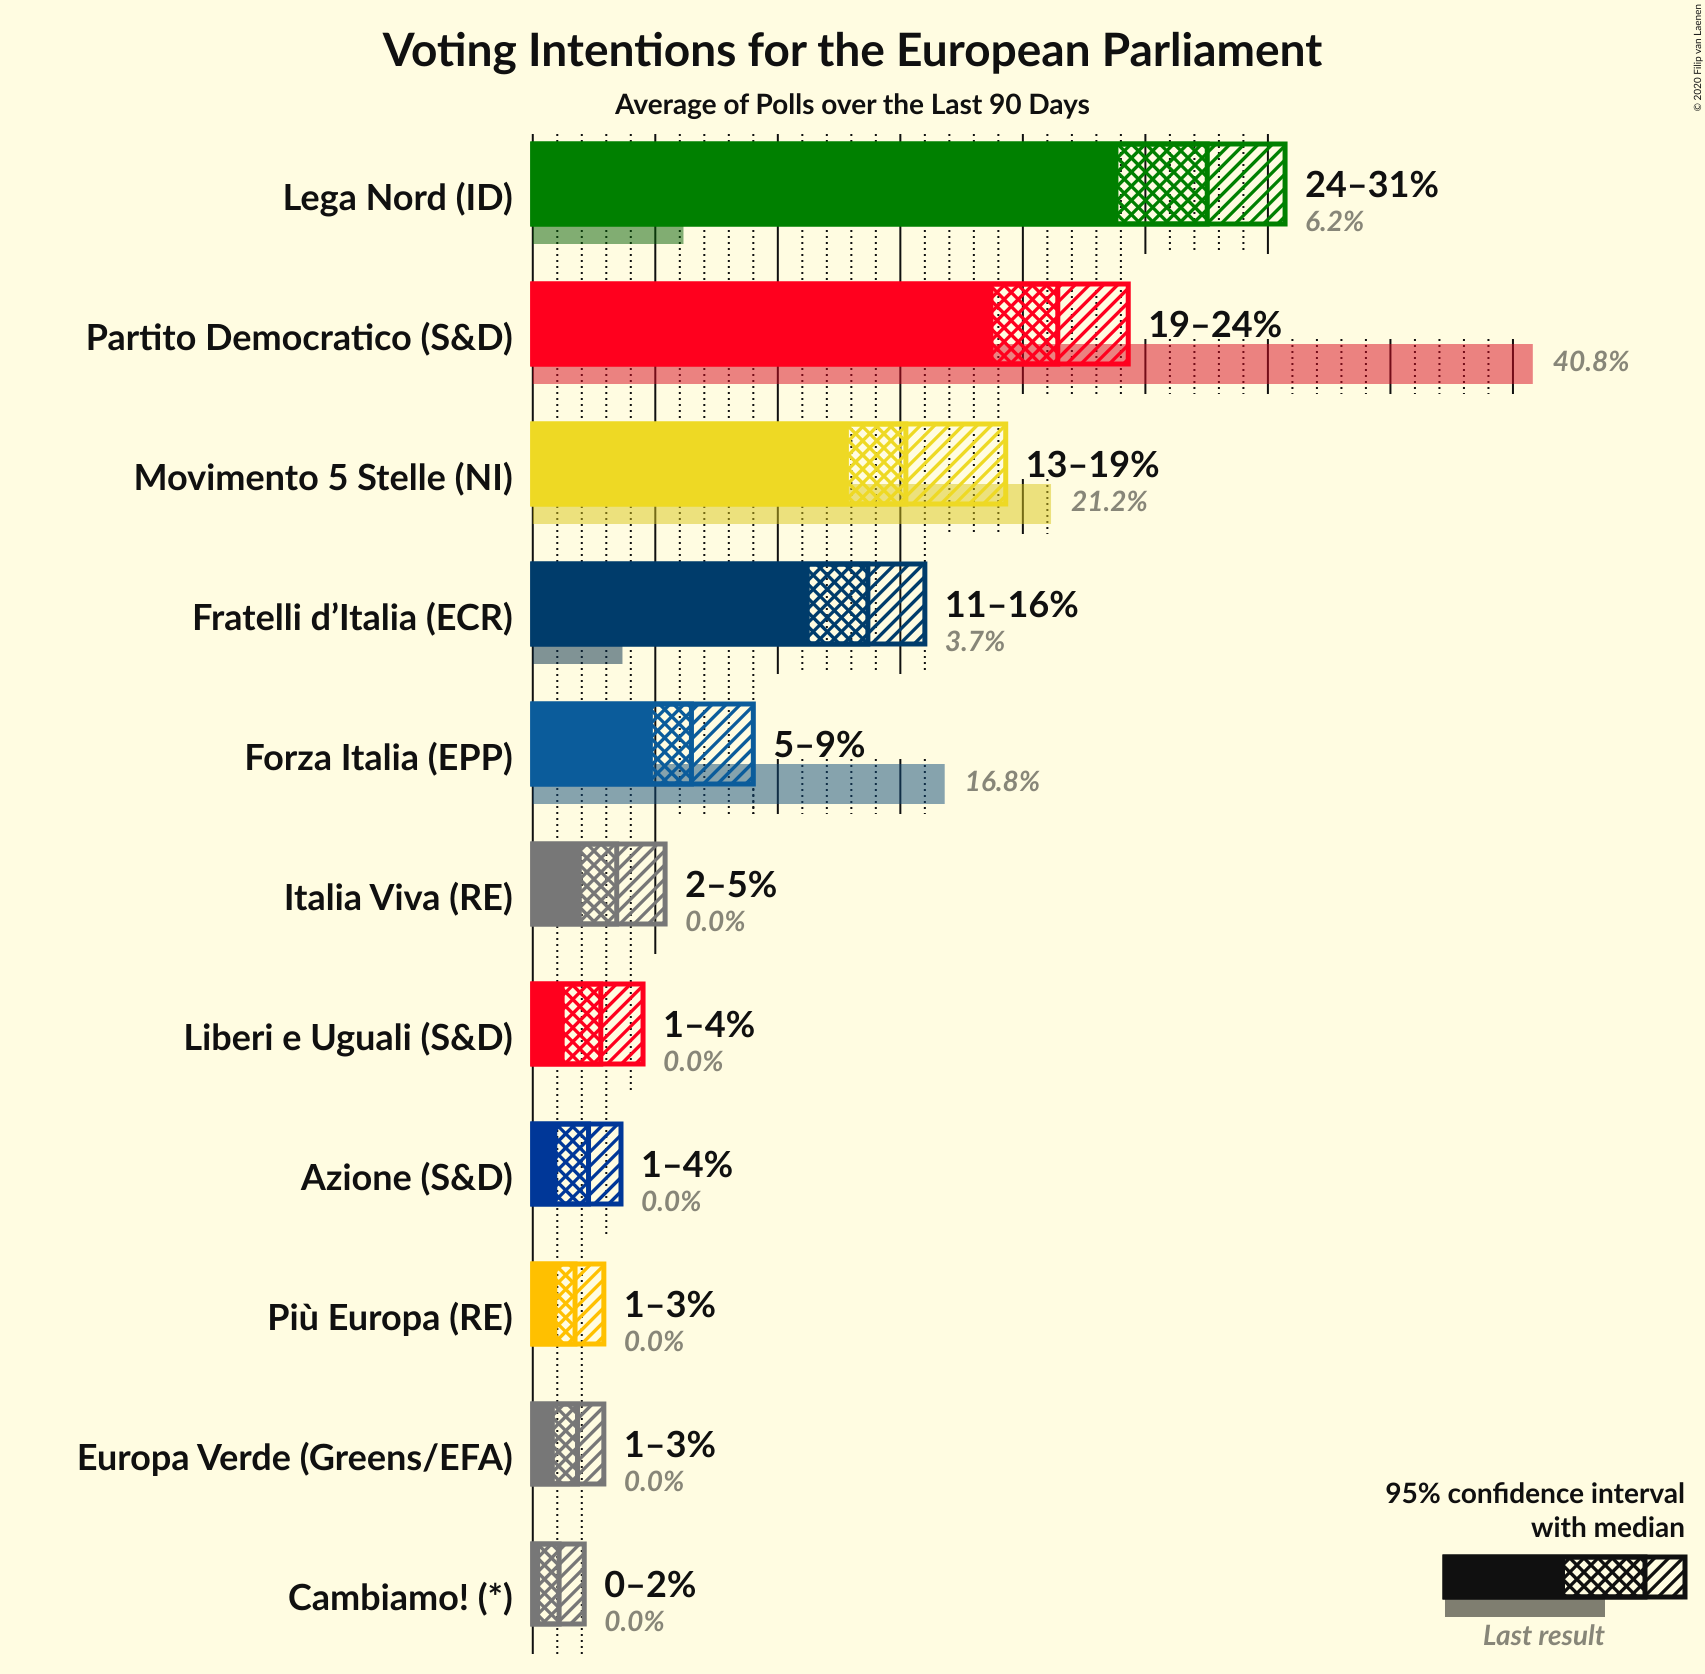 © 2020 Filip van Laenen
Voting Intentions for the European Parliament
Average of Polls over the Last 90 Days
Lega Nord (ID)
24–31%
6.2%
Partito Democratico (S&D)
19–24%
40.8%
Movimento 5 Stelle (NI)
13–19%
21.2%
Fratelli d’Italia (ECR)
11–16%
3.7%
Forza Italia (EPP)
5–9%
16.8%
Italia Viva (RE)
2–5%
0.0%
Liberi e Uguali (S&D)
1–4%
0.0%
Azione (S&D)
1–4%
0.0%
Più Europa (RE)
1–3%
0.0%
Europa Verde (Greens/EFA)
1–3%
0.0%
Cambiamo! (*)
0–2%
0.0%
95% confidence interval
with median
Last result